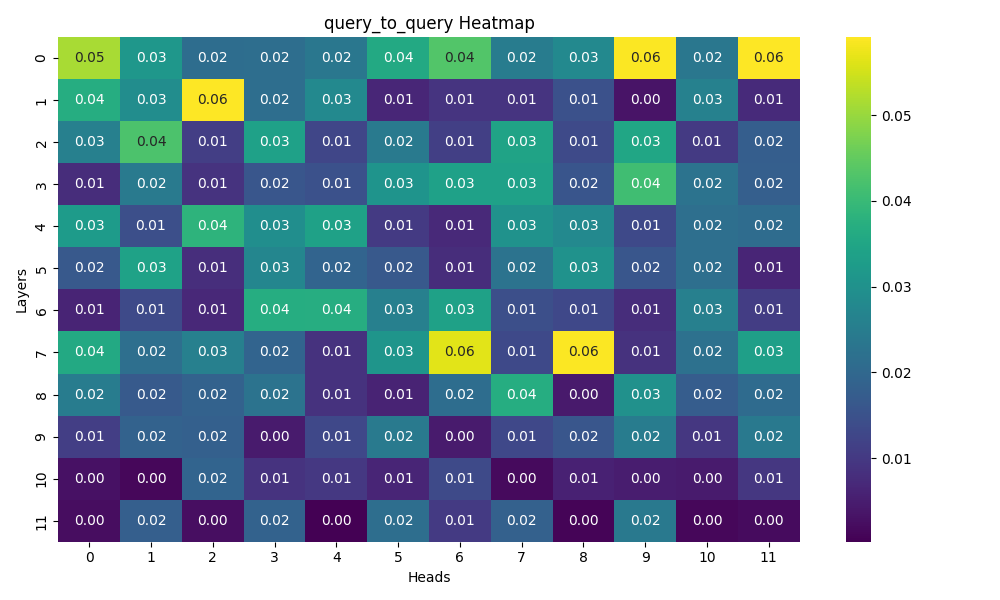 query_to_query Heatmap
0 0.05 0.03 0.02 0.02 0.02 0.04 0.04 0.02 0.03 0.06 0.02 0.06
1 0.04 0.03 0.06 0.02 0.03 0.01 0.01 0.01 0.01 0.00 0.03 0.01
2 0.03 0.04 0.01 0.03 0.01 0.02 0.01 0.03 0.01 0.03 0.01 0.02
3 0.01 0.02 0.01 0.02 0.01 0.03 0.03 0.03 0.02 0.04 0.02 0.02
4 0.03 0.01 0.04 0.03 0.03 0.01 0.01 0.03 0.03 0.01 0.02 0.02
5 0.02 0.03 0.01 0.03 0.02 0.02 0.01 0.02 0.03 0.02 0.02 0.01
6 0.01 0.01 0.01 0.04 0.04 0.03 0.03 0.01 0.01 0.01 0.03 0.01
7 0.04 0.02 0.03 0.02 0.01 0.03 0.06 0.01 0.06 0.01 0.02 0.03
8 0.02 0.02 0.02 0.02 0.01 0.01 0.02 0.04 0.00 0.03 0.02 0.02
9 0.01 0.02 0.02 0.00 0.01 0.02 0.00 0.01 0.02 0.02 0.01 0.02
10 0.00 0.00 0.02 0.01 0.01 0.01 0.01 0.00 0.01 0.00 0.00 0.01
11 0.00 0.02 0.00 0.02 0.00 0.02 0.01 0.02 0.00 0.02 0.00 0.00
0 1 2 3 4 5 6 7 8 9 10 11
Heads
Layers
0.05
0.04
0.03
0.02
0.01